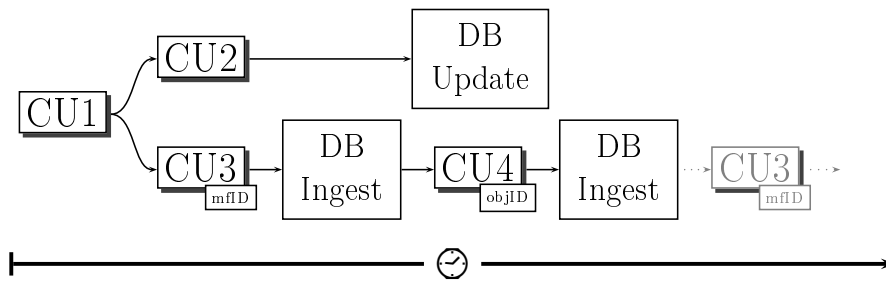 DB
Update
CU2
CU1
CU3
mfID
DB
Ingest
CU4
objID
DB
Ingest
CU3
mfID